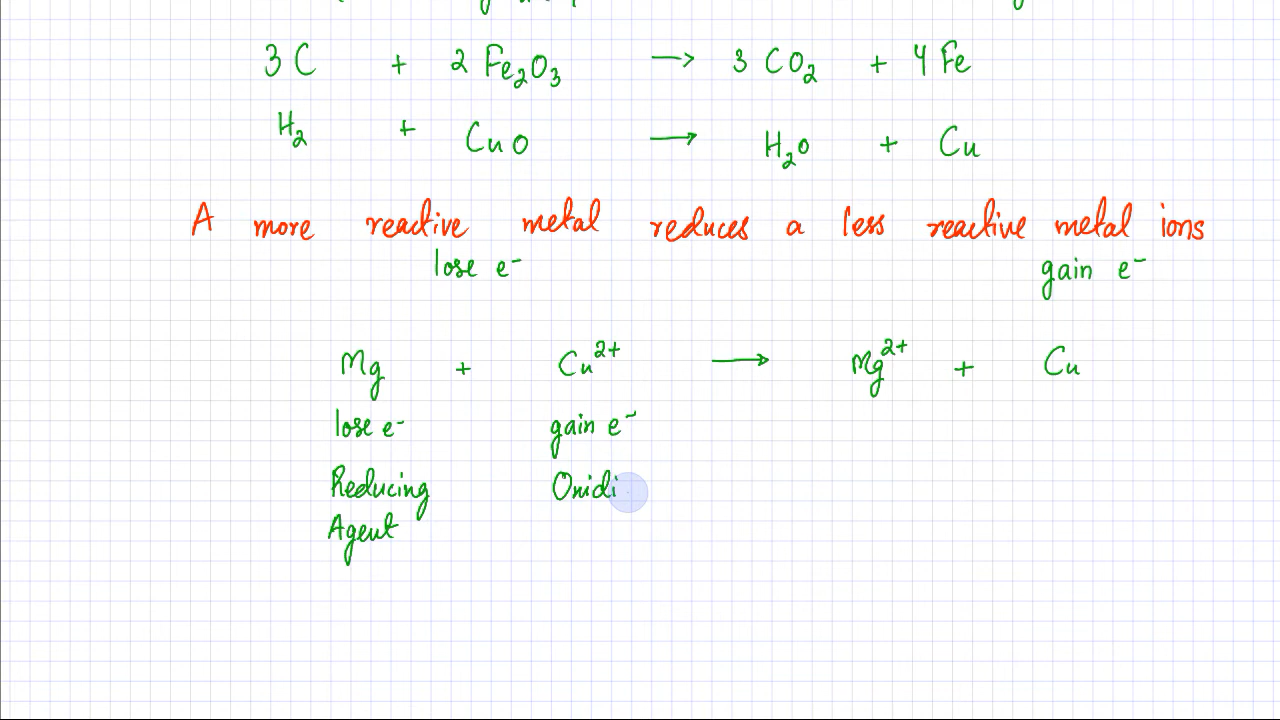 3 C + 2 Fe₂O₃ → 3 CO₂ + 4 Fe
H₂ + CuO → H₂O + Cu
A more reactive metal reduces a less reactive metal ions
lose e⁻ gain e⁻
Mg + Cu²⁺ → Mg²⁺ + Cu
lose e⁻ gain e⁻
Reducing Oxidi
Agent